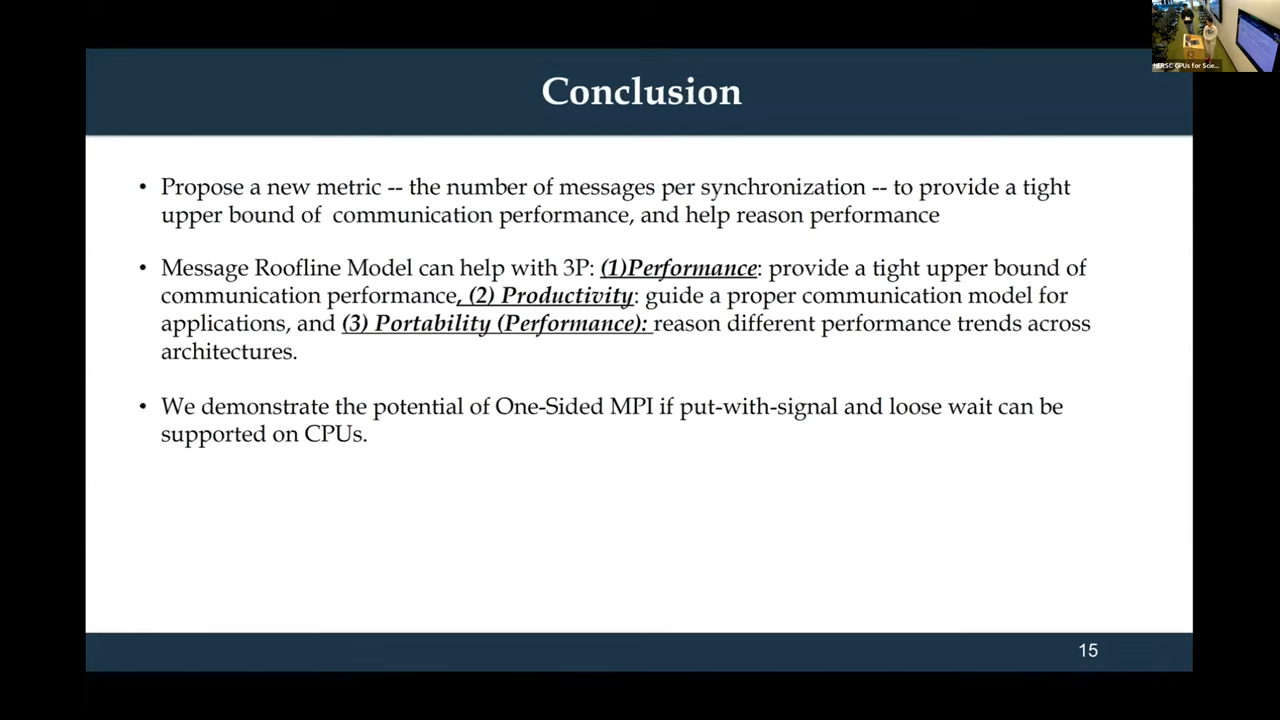 NERSC GPUs for Scie...
Conclusion
• Propose a new metric -- the number of messages per synchronization -- to provide a tight
upper bound of communication performance, and help reason performance
• Message Roofline Model can help with 3P: (1)Performance: provide a tight upper bound of
communication performance, (2) Productivity: guide a proper communication model for
applications, and (3) Portability (Performance): reason different performance trends across
architectures.
• We demonstrate the potential of One-Sided MPI if put-with-signal and loose wait can be
supported on CPUs.
15